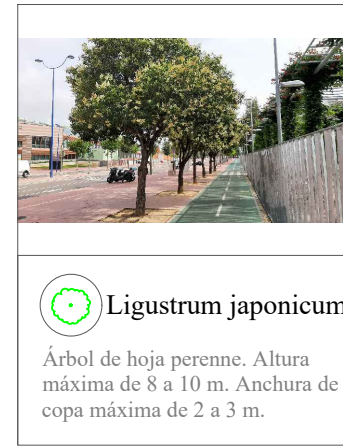 Ligustrum japonicum
Árbol de hoja perenne. Altura
máxima de 8 a 10 m. Anchura de
copa máxima de 2 a 3 m.